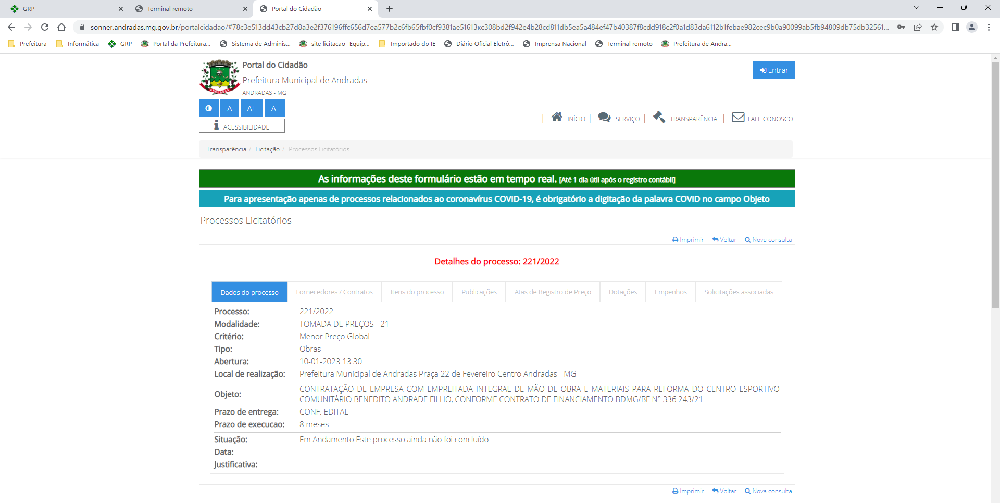 GRP
Terminal remoto
Portal do Cidadão
sonner.andradas.mg.gov.br/portalcidadao/#78c3e513dd43cb27d8a3e2f376196ffc656d7ea577b2c6fb65fbf0cf9381ae51613kc308bd2f942e4b28cd811db5ea5a484ef47b40387f8cdd918c2f0a1d83da6112b1febae982cec9b0a90099ab5fb94809db75db32561...
Prefeitura
Informática
GRP
Portal da Prefeitura...
Sistema de Adminis...
site licitacao -Equip...
Importado do IE
Diário Oficial Eletrô...
Imprensa Nacional
Terminal remoto
Prefeitura de Andra...
Portal do Cidadão
Prefeitura Municipal de Andradas
ANDRADAS - MG
ANDRADAS
Entrar
A
A+
A-
ACESSIBILIDADE
| INÍCIO | SERVIÇO | TRANSPARÊNCIA | FALE CONOSCO
Transparência / Licitação / Processos Licitatórios
As informações deste formulário estão em tempo real. [Até 1 dia útil após o registro contábil]
Para apresentação apenas de processos relacionados ao coronavírus COVID-19, é obrigatório a digitação da palavra COVID no campo Objeto
Processos Licitatórios
Imprimir Voltar Nova consulta
Detalhes do processo: 221/2022
Dados do processo
Fornecedores / Contratos
Itens do processo
Publicações
Atas de Registro de Preço
Dotações
Empenhos
Solicitações associadas
Processo: 221/2022
Modalidade: TOMADA DE PREÇOS - 21
Critério: Menor Preço Global
Tipo: Obras
Abertura: 10-01-2023 13:30
Local de realização: Prefeitura Municipal de Andradas Praça 22 de Fevereiro Centro Andradas - MG
Objeto: CONTRATAÇÃO DE EMPRESA COM EMPREITADA INTEGRAL DE MÃO DE OBRA E MATERIAIS PARA REFORMA DO CENTRO ESPORTIVO
COMUNITÁRIO BENEDITO ANDRADE FILHO, CONFORME CONTRATO DE FINANCIAMENTO BDMG/BF N° 336.243/21.
Prazo de entrega: CONF. EDITAL
Prazo de execucao: 8 meses
Situação: Em Andamento Este processo ainda não foi concluído.
Data:
Justificativa:
Imprimir Voltar Nova consulta